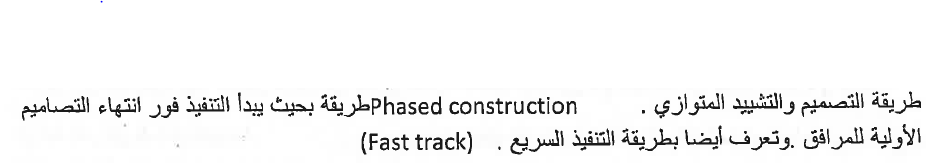 طريقة التصميم والتشييد المتوازي . Phased construction طريقة بحيث يبدأ التنفيذ فور انتهاء التصاميم
الأولية للمرافق .وتعرف أيضا بطريقة التنفيذ السريع . (Fast track)